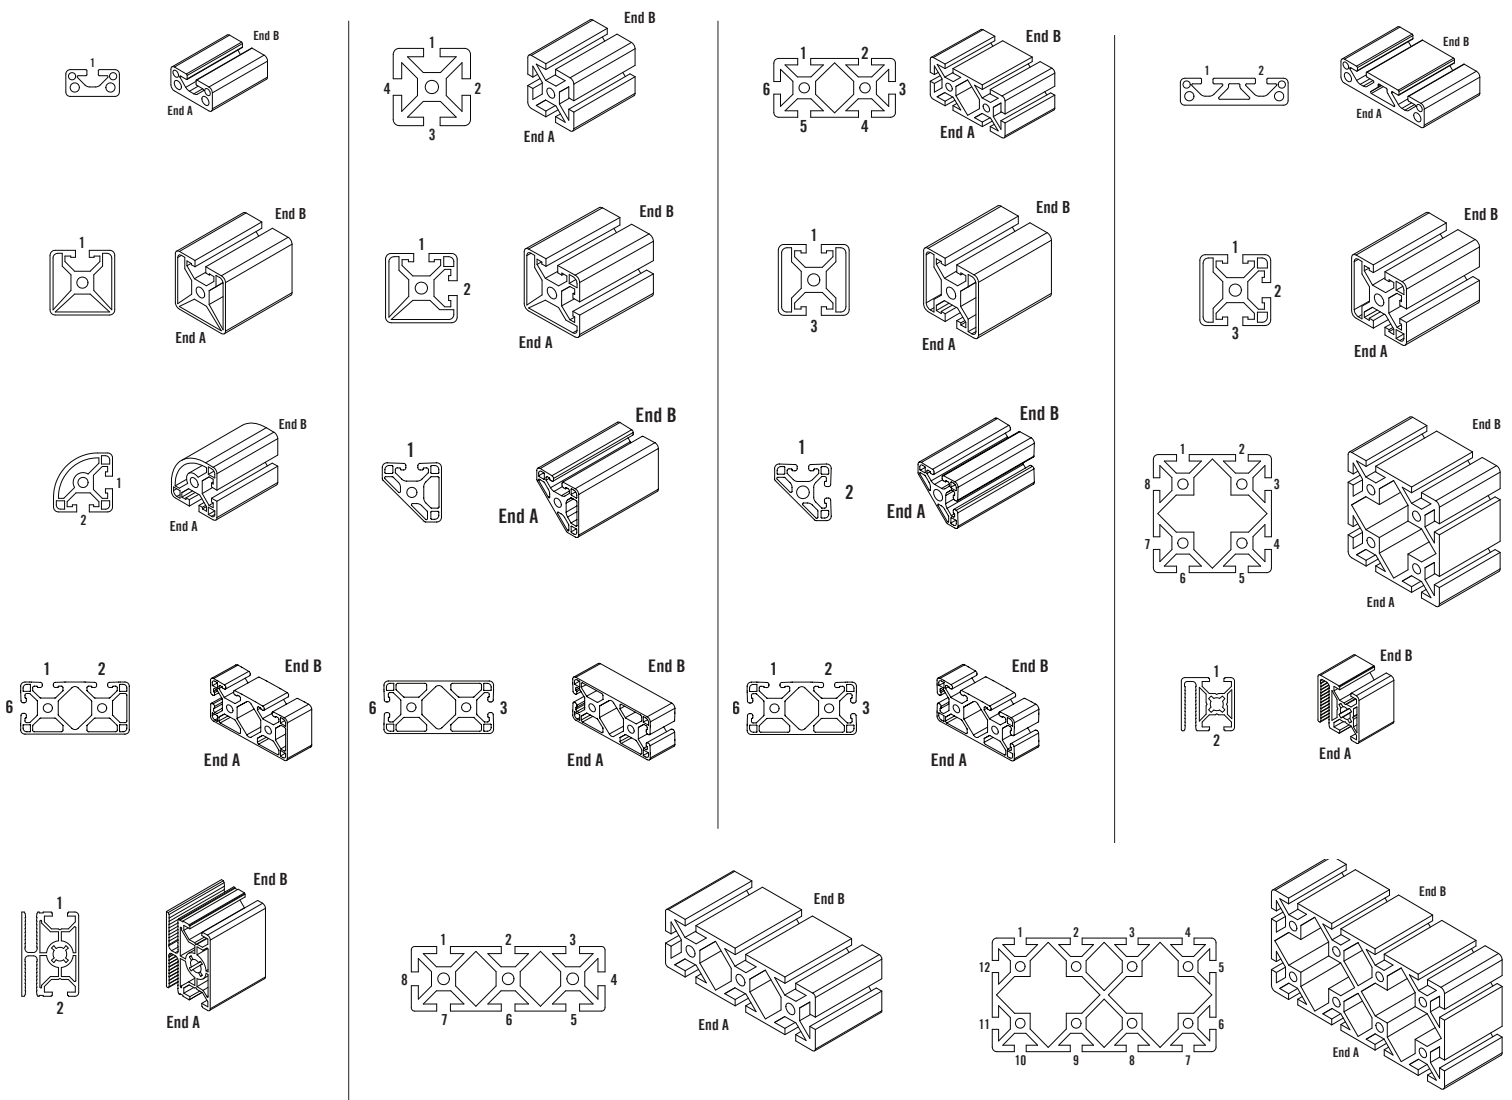 1
End B
End A
1
4 2
3
End B
End A
1 2
6 3
5 4
End B
End A
1 2
End B
End A
1
End B
End A
1
2
End B
End A
1
3
End B
End A
1
2
3
End B
End A
1
2
End B
End A
1
End B
End A
1
2
End B
End A
1 2
8 3
7 4
6 5
End B
End A
1 2
6
End B
End A
6 3
End B
End A
1 2
6 3
End B
End A
1
2
End B
End A
1
2
End B
End A
1 2 3
8 4
7 6 5
End B
End A
1 2 3 4
12 5
11 6
10 9 8 7
End B
End A